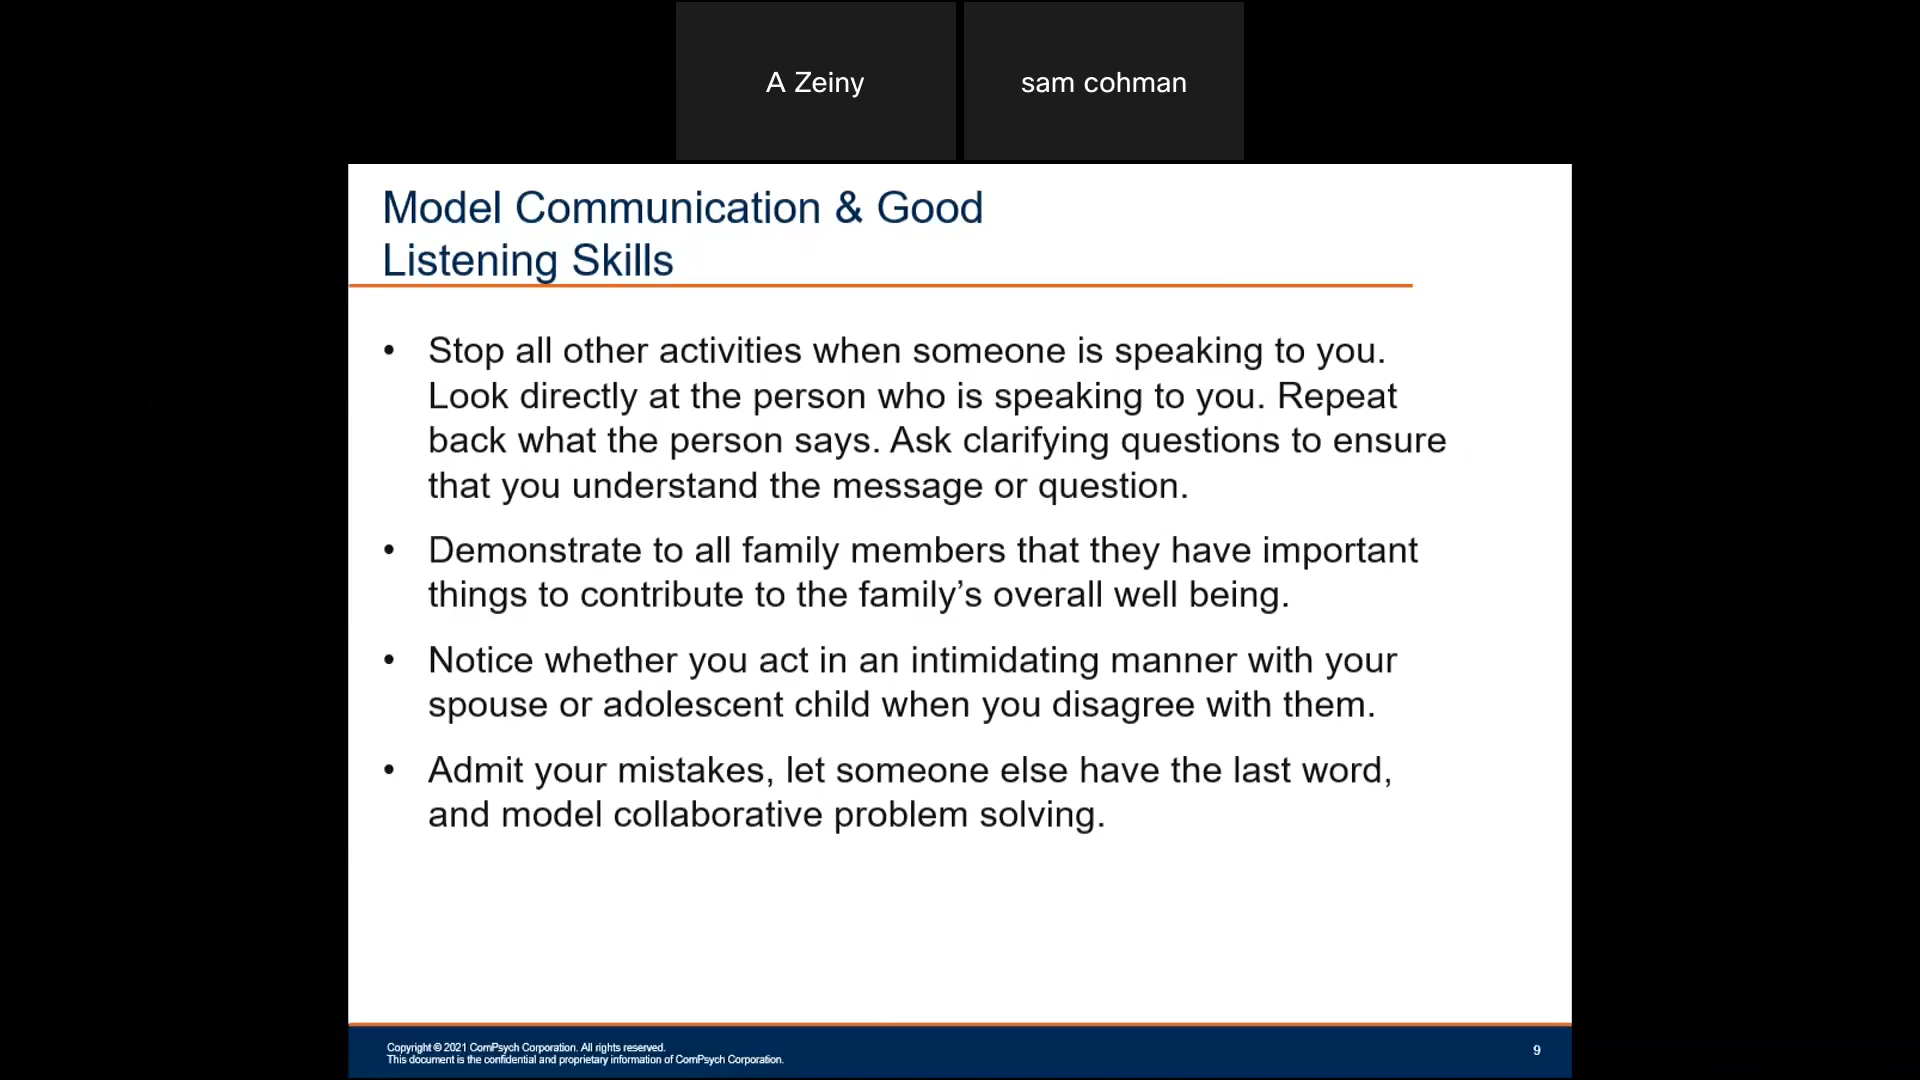 A Zeiny
sam cohman
Model Communication & Good
Listening Skills
• Stop all other activities when someone is speaking to you.
Look directly at the person who is speaking to you. Repeat
back what the person says. Ask clarifying questions to ensure
that you understand the message or question.
• Demonstrate to all family members that they have important
things to contribute to the family’s overall well being.
• Notice whether you act in an intimidating manner with your
spouse or adolescent child when you disagree with them.
• Admit your mistakes, let someone else have the last word,
and model collaborative problem solving.
Copyright © 2021 ComPsych Corporation. All rights reserved.
This document is the confidential and proprietary information of ComPsych Corporation.
9